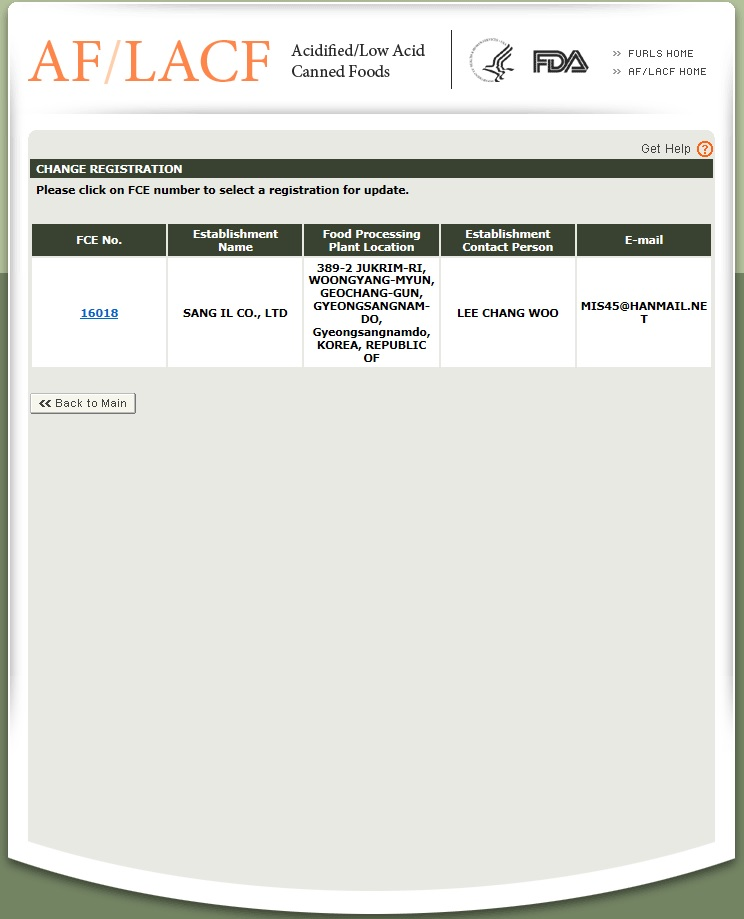 AF/LACF
Acidified/Low Acid
Canned Foods
FDA
>> FURLS HOME
>> AF/LACF HOME
Get Help ?
CHANGE REGISTRATION
Please click on FCE number to select a registration for update.
FCE No.
Establishment
Name
Food Processing
Plant Location
Establishment
Contact Person
E-mail
16018
SANG IL CO., LTD
389-2 JUKRIM-RI,
WOONGYANG-MYUN,
GEOCHANG-GUN,
GYEONGSANGNAM-
DO,
Gyeongsangnamdo,
KOREA, REPUBLIC
OF
LEE CHANG WOO
MIS45@HANMAIL.NE
T
<< Back to Main